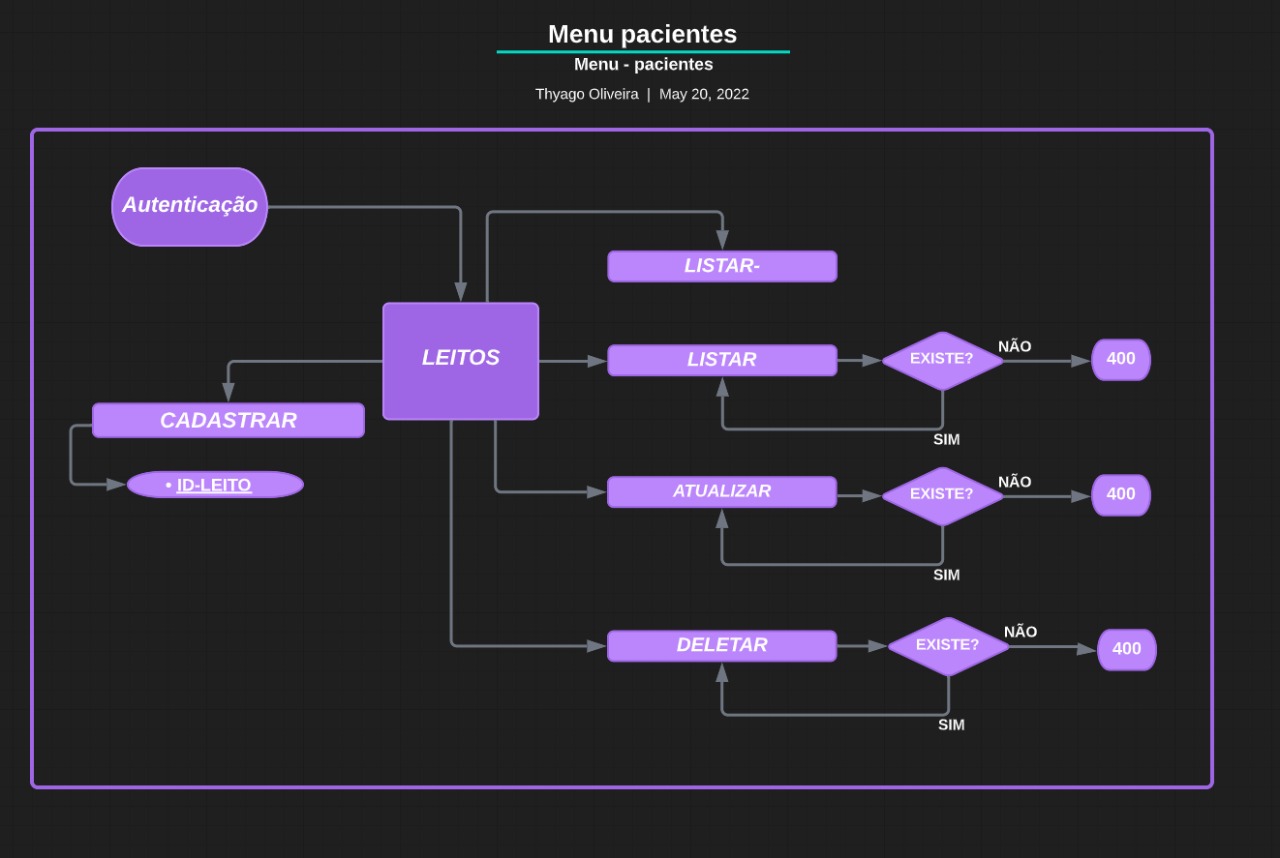 Menu pacientes
Menu - pacientes
Thyago Oliveira | May 20, 2022
Autenticação
LISTAR-
LEITOS
LISTAR
EXISTE?
NÃO
400
SIM
CADASTRAR
• ID-LEITO
ATUALIZAR
EXISTE?
NÃO
400
SIM
DELETAR
EXISTE?
NÃO
400
SIM